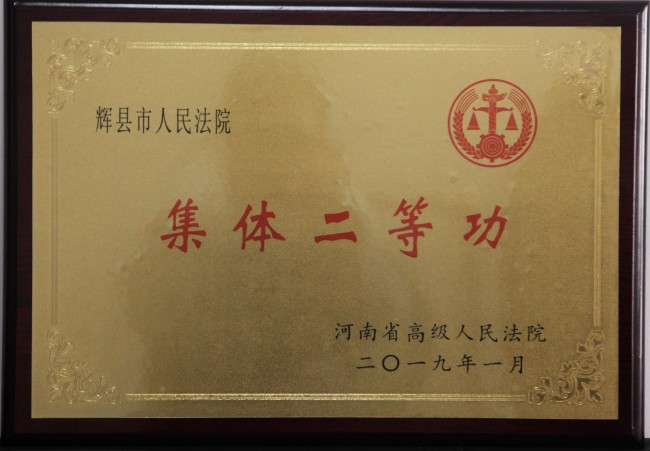 辉县市人民法院
集体二等功
河南省高级人民法院
二〇一九年一月